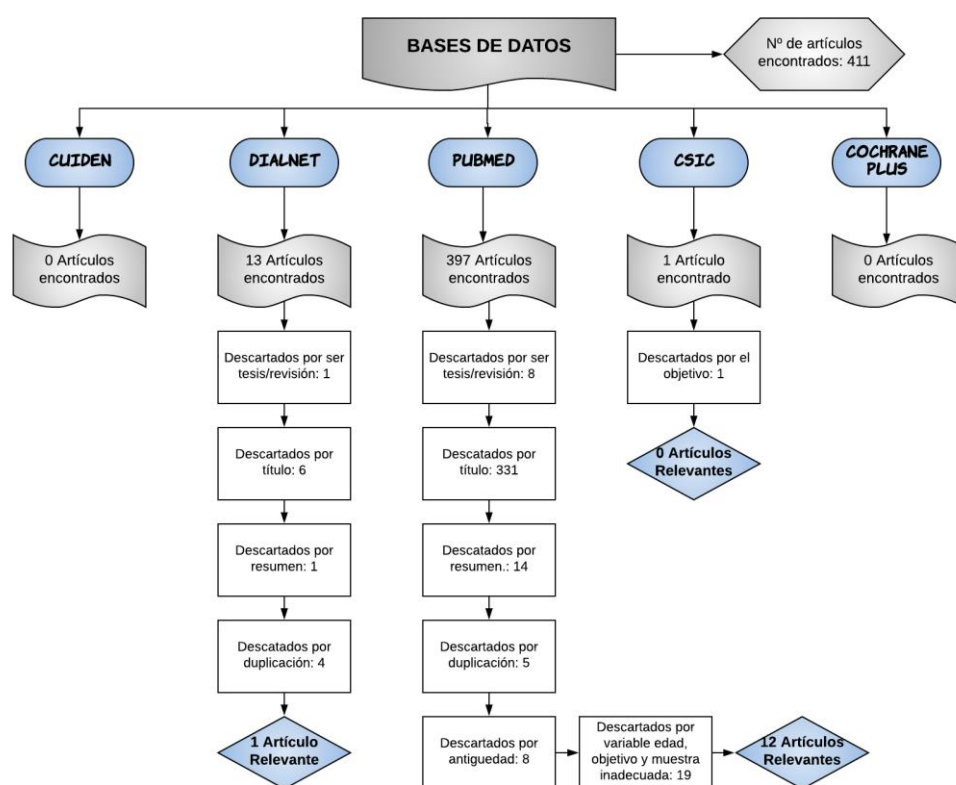 BASES DE DATOS
Nº de artículos
encontrados: 411
CUIDEN
DIALNET
PUBMED
CSIC
COCHRANE
PLUS
0 Artículos
encontrados
13 Artículos
encontrados
397 Artículos
encontrados
1 Artículo
encontrado
0 Artículos
encontrados
Descartados por ser
tesis/revisión: 1
Descartados por ser
tesis/revisión: 8
Descartados por el
objetivo: 1
Descartados por
título: 6
Descartados por
título: 331
0 Artículos
Relevantes
Descartados por
resumen: 1
Descatados por
resumen.: 14
Descatados por
duplicación: 4
Descartados por
duplicación: 5
1 Artículo
Relevante
Descartados por
antiguedad: 8
Descartados por
variable edad,
objetivo y muestra
inadecuada: 19
12 Artículos
Relevantes